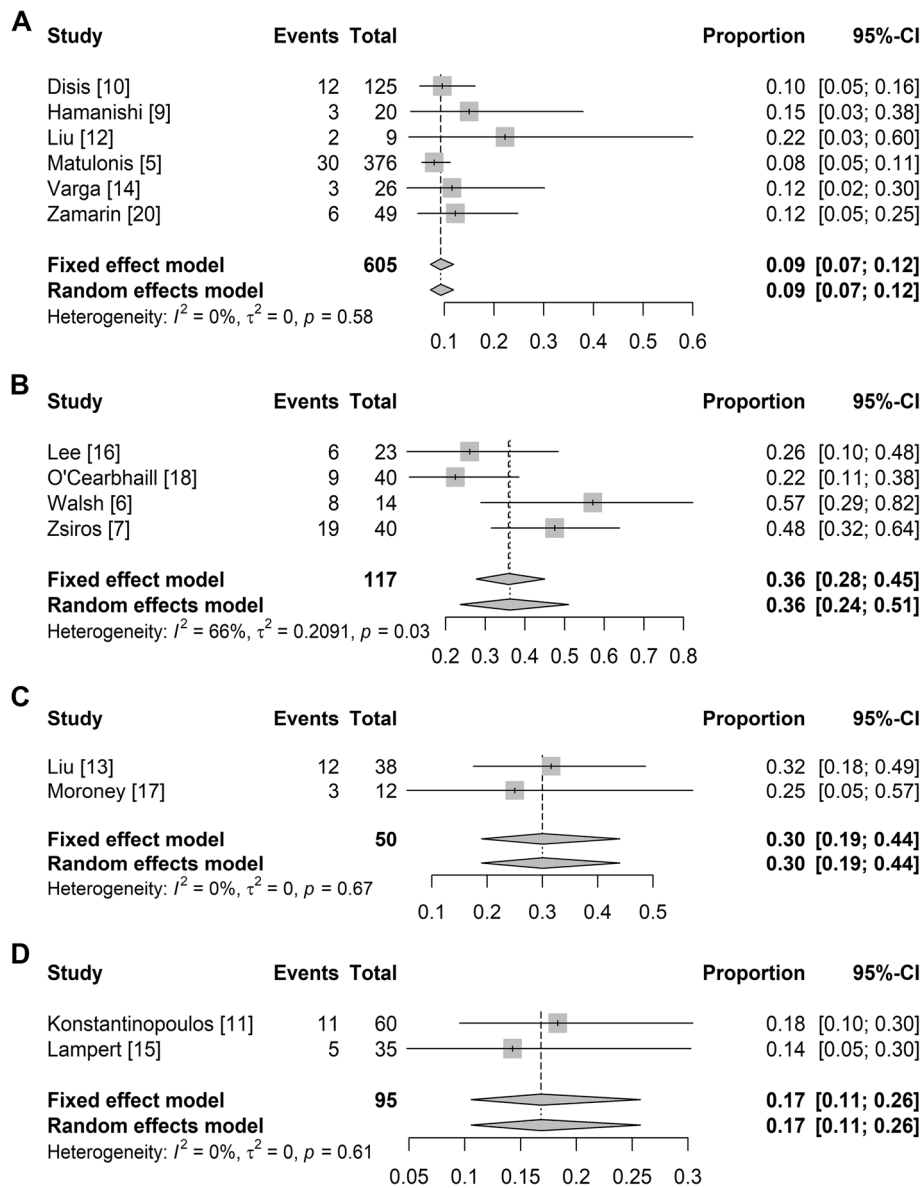 A
Study Events Total Proportion 95%-CI
Disis [10] 12 125 0.10 [0.05; 0.16]
Hamanishi [9] 3 20 0.15 [0.03; 0.38]
Liu [12] 2 9 0.22 [0.03; 0.60]
Matulonis [5] 30 376 0.08 [0.05; 0.11]
Varga [14] 3 26 0.12 [0.02; 0.30]
Zamarin [20] 6 49 0.12 [0.05; 0.25]
Fixed effect model 605 0.09 [0.07; 0.12]
Random effects model 0.09 [0.07; 0.12]
Heterogeneity: I² = 0%, τ² = 0, p = 0.58
0.1 0.2 0.3 0.4 0.5 0.6
B
Study Events Total Proportion 95%-CI
Lee [16] 6 23 0.26 [0.10; 0.48]
O'Cearbhaill [18] 9 40 0.22 [0.11; 0.38]
Walsh [6] 8 14 0.57 [0.29; 0.82]
Zsiros [7] 19 40 0.48 [0.32; 0.64]
Fixed effect model 117 0.36 [0.28; 0.45]
Random effects model 0.36 [0.24; 0.51]
Heterogeneity: I² = 66%, τ² = 0.2091, p = 0.03
0.2 0.3 0.4 0.5 0.6 0.7 0.8
C
Study Events Total Proportion 95%-CI
Liu [13] 12 38 0.32 [0.18; 0.49]
Moroney [17] 3 12 0.25 [0.05; 0.57]
Fixed effect model 50 0.30 [0.19; 0.44]
Random effects model 0.30 [0.19; 0.44]
Heterogeneity: I² = 0%, τ² = 0, p = 0.67
0.1 0.2 0.3 0.4 0.5
D
Study Events Total Proportion 95%-CI
Konstantinopoulos [11] 11 60 0.18 [0.10; 0.30]
Lampert [15] 5 35 0.14 [0.05; 0.30]
Fixed effect model 95 0.17 [0.11; 0.26]
Random effects model 0.17 [0.11; 0.26]
Heterogeneity: I² = 0%, τ² = 0, p = 0.61
0.05 0.1 0.15 0.2 0.25 0.3